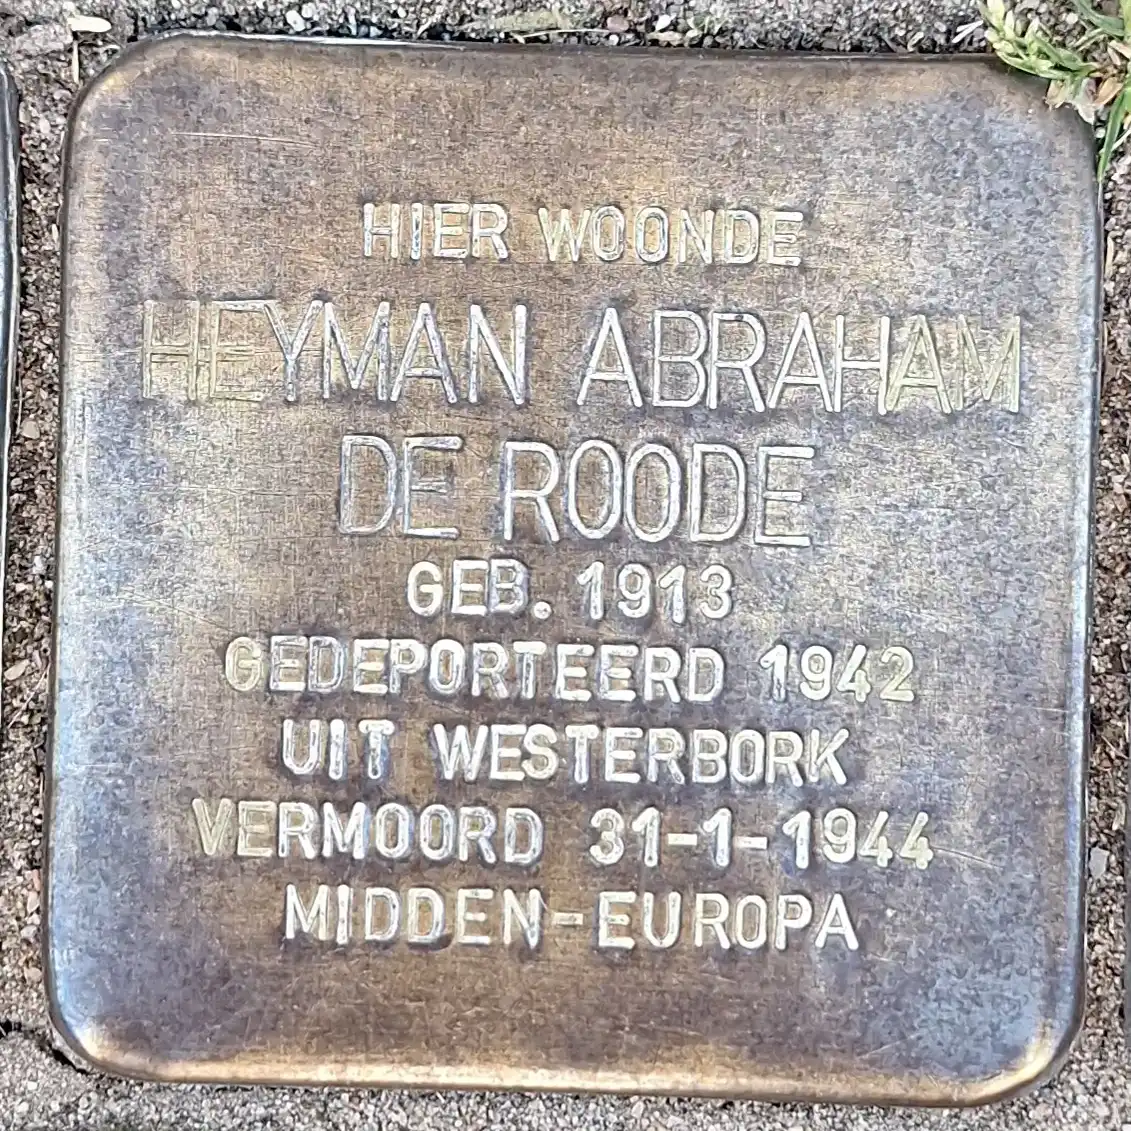 HIER WOONDE
HEYMAN ABRAHAM
DE ROODE
GEB. 1913
GEDEPORTEERD 1942
UIT WESTERBORK
VERMOORD 31-1-1944
MIDDEN-EUROPA